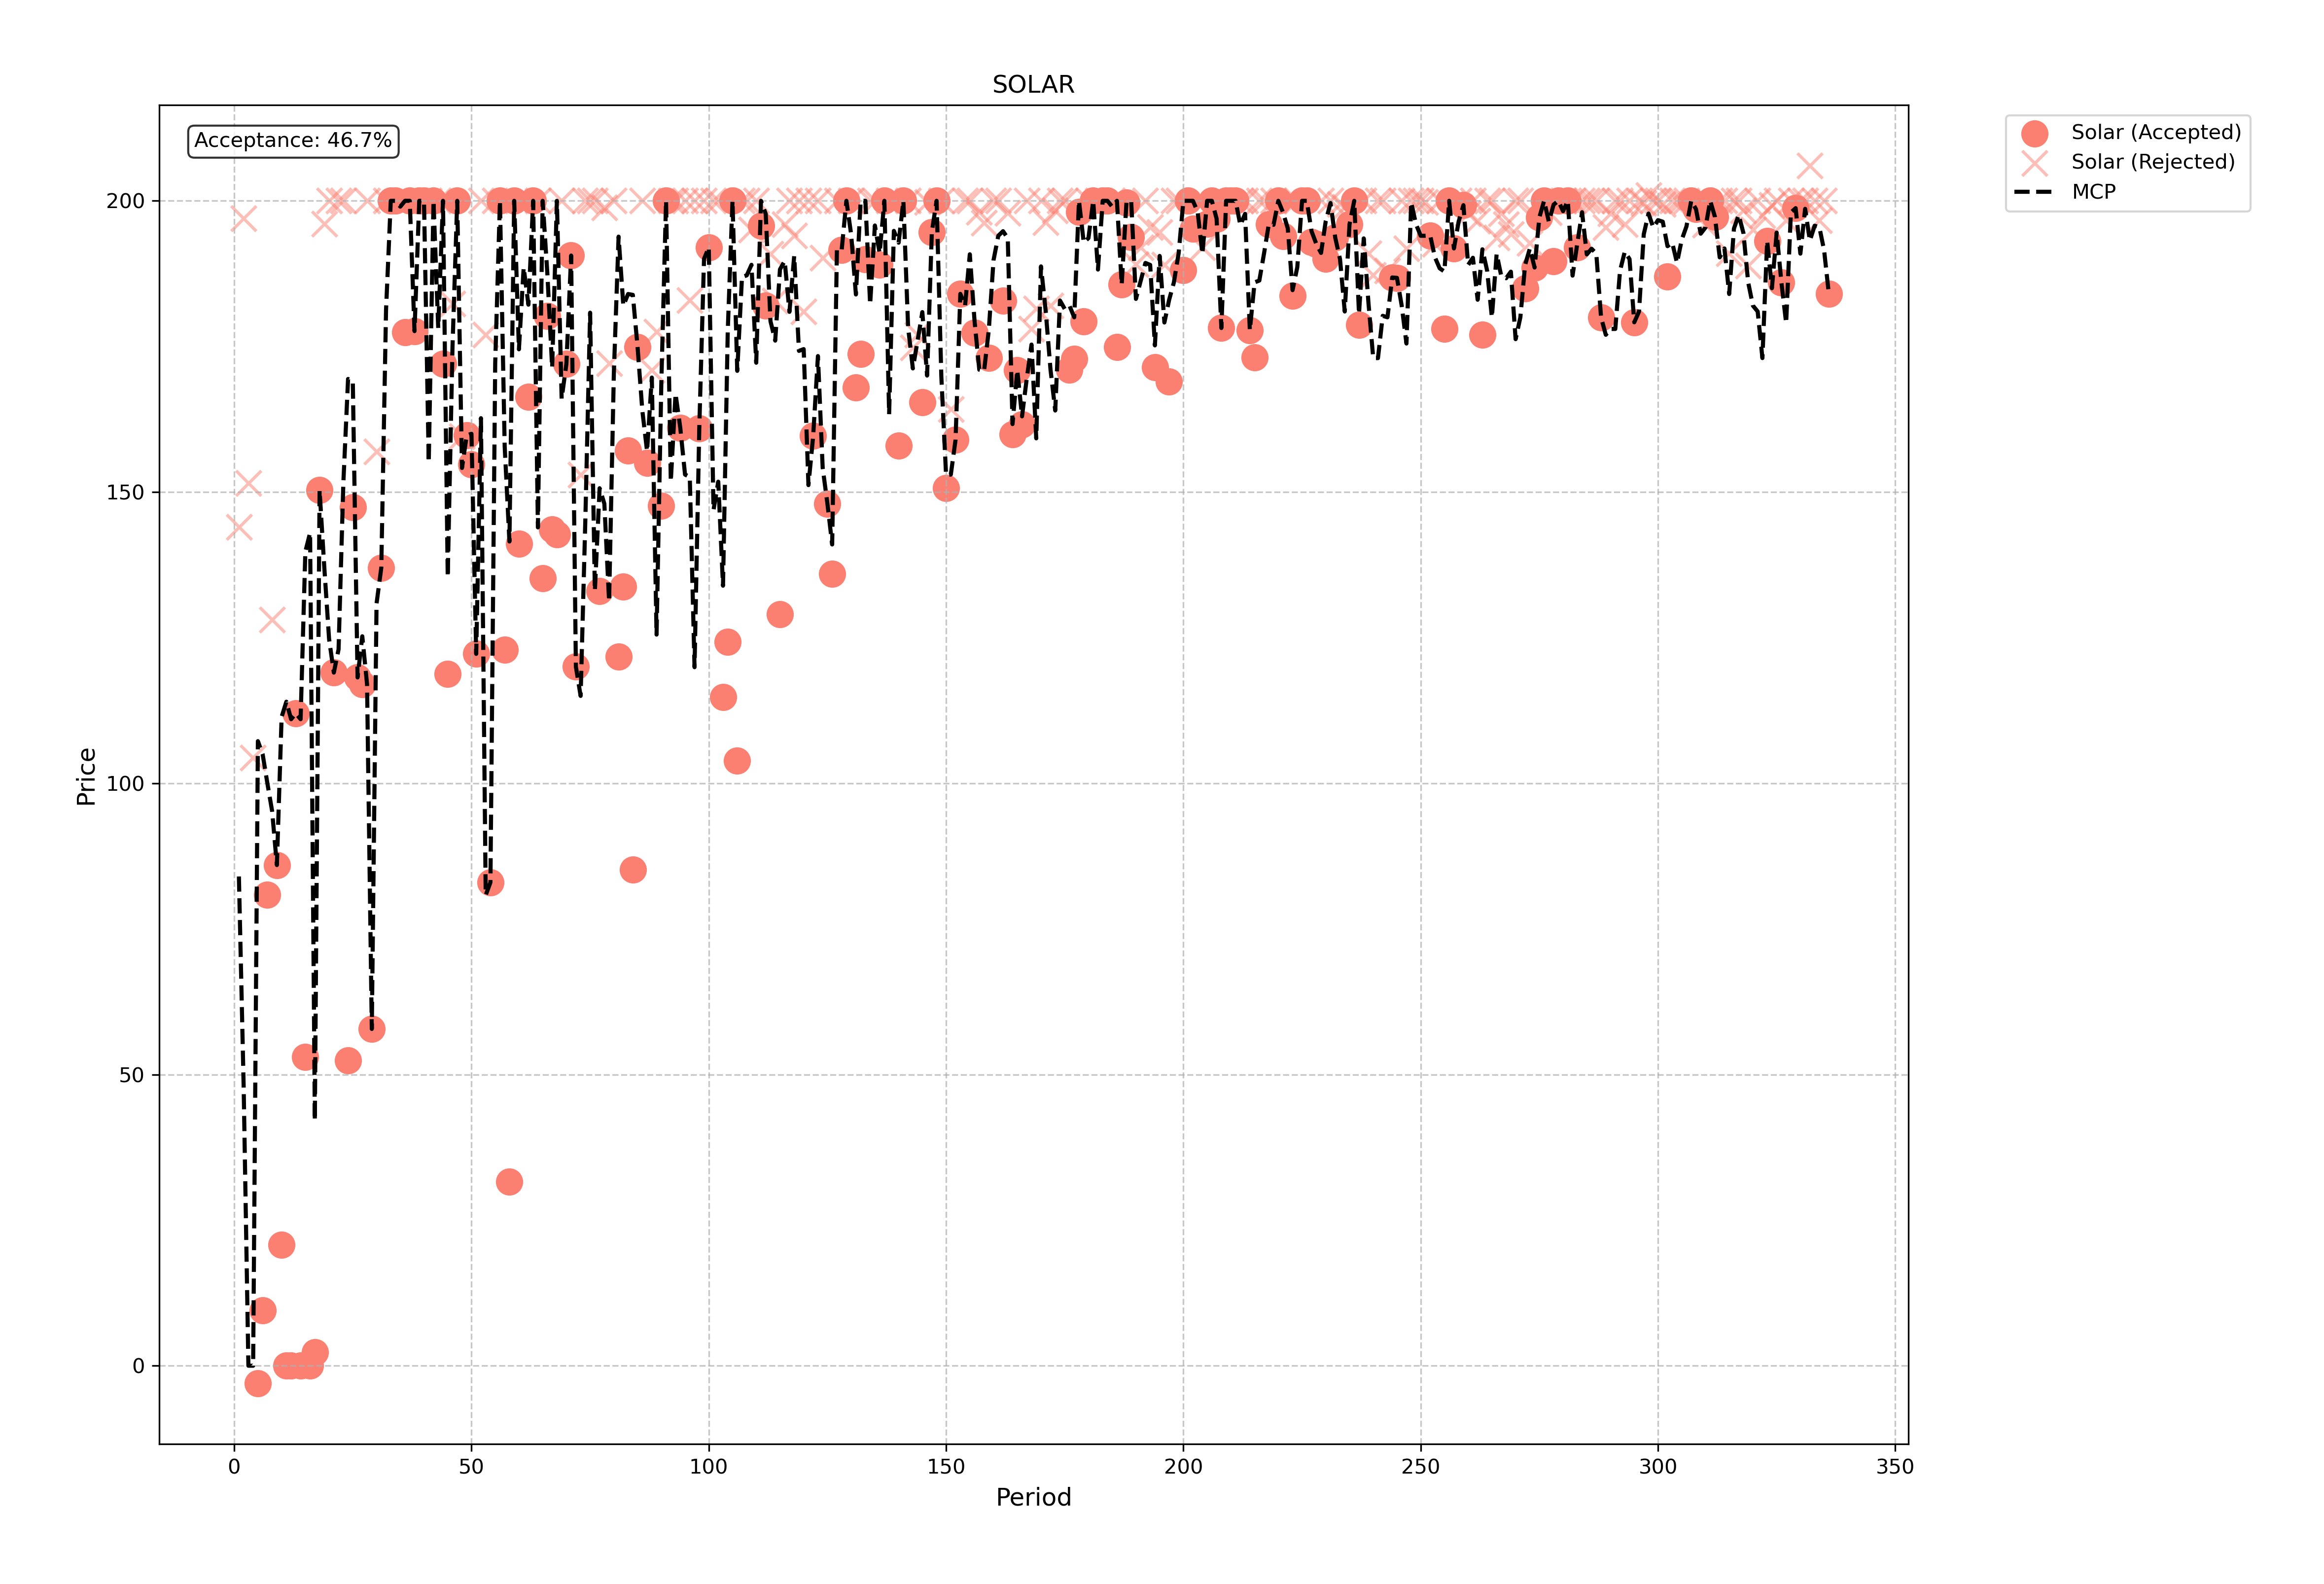 SOLAR
Acceptance: 46.7%
Solar (Accepted)
Solar (Rejected)
MCP
200
150
100
50
0
Price
0 50 100 150 200 250 300 350
Period